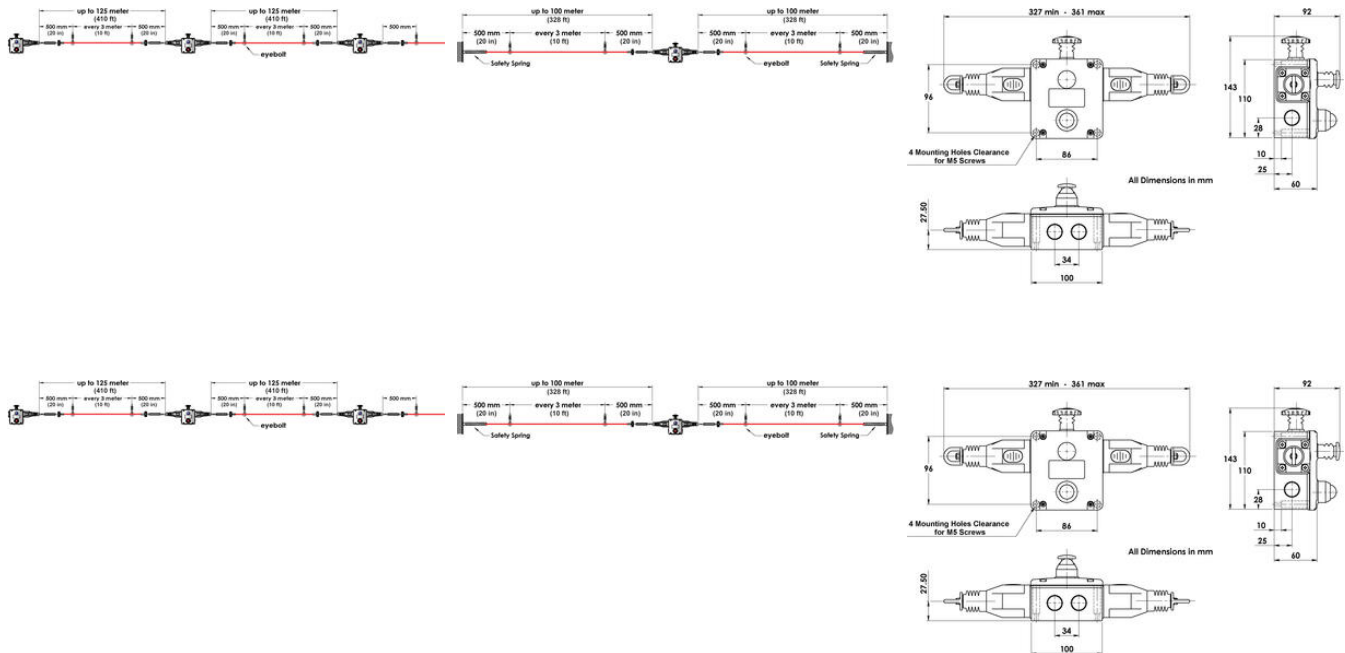 up to 125 meter
(410 ft)
up to 125 meter
(410 ft)
500 mm
(20 in)
every 3 meter
(10 ft)
500 mm
(20 in)
500 mm
(20 in)
every 3 meter
(10 ft)
500 mm
(20 in)
500 mm
(20 in)
eyebolt
up to 100 meter
(328 ft)
up to 100 meter
(328 ft)
500 mm
(20 in)
every 3 meter
(10 ft)
500 mm
(20 in)
500 mm
(20 in)
every 3 meter
(10 ft)
500 mm
(20 in)
Safety Spring
eyebolt
Safety Spring
327 min - 361 max
96
4 Mounting Holes Clearance
for M5 Screws
86
92
143
110
28
10
25
60
All Dimensions in mm
27.50
34
100
up to 125 meter
(410 ft)
up to 125 meter
(410 ft)
500 mm
(20 in)
every 3 meter
(10 ft)
500 mm
(20 in)
500 mm
(20 in)
every 3 meter
(10 ft)
500 mm
(20 in)
500 mm
(20 in)
eyebolt
up to 100 meter
(328 ft)
up to 100 meter
(328 ft)
500 mm
(20 in)
every 3 meter
(10 ft)
500 mm
(20 in)
500 mm
(20 in)
every 3 meter
(10 ft)
500 mm
(20 in)
Safety Spring
eyebolt
Safety Spring
327 min - 361 max
96
4 Mounting Holes Clearance
for M5 Screws
86
92
143
110
28
10
25
60
All Dimensions in mm
27.50
34
100